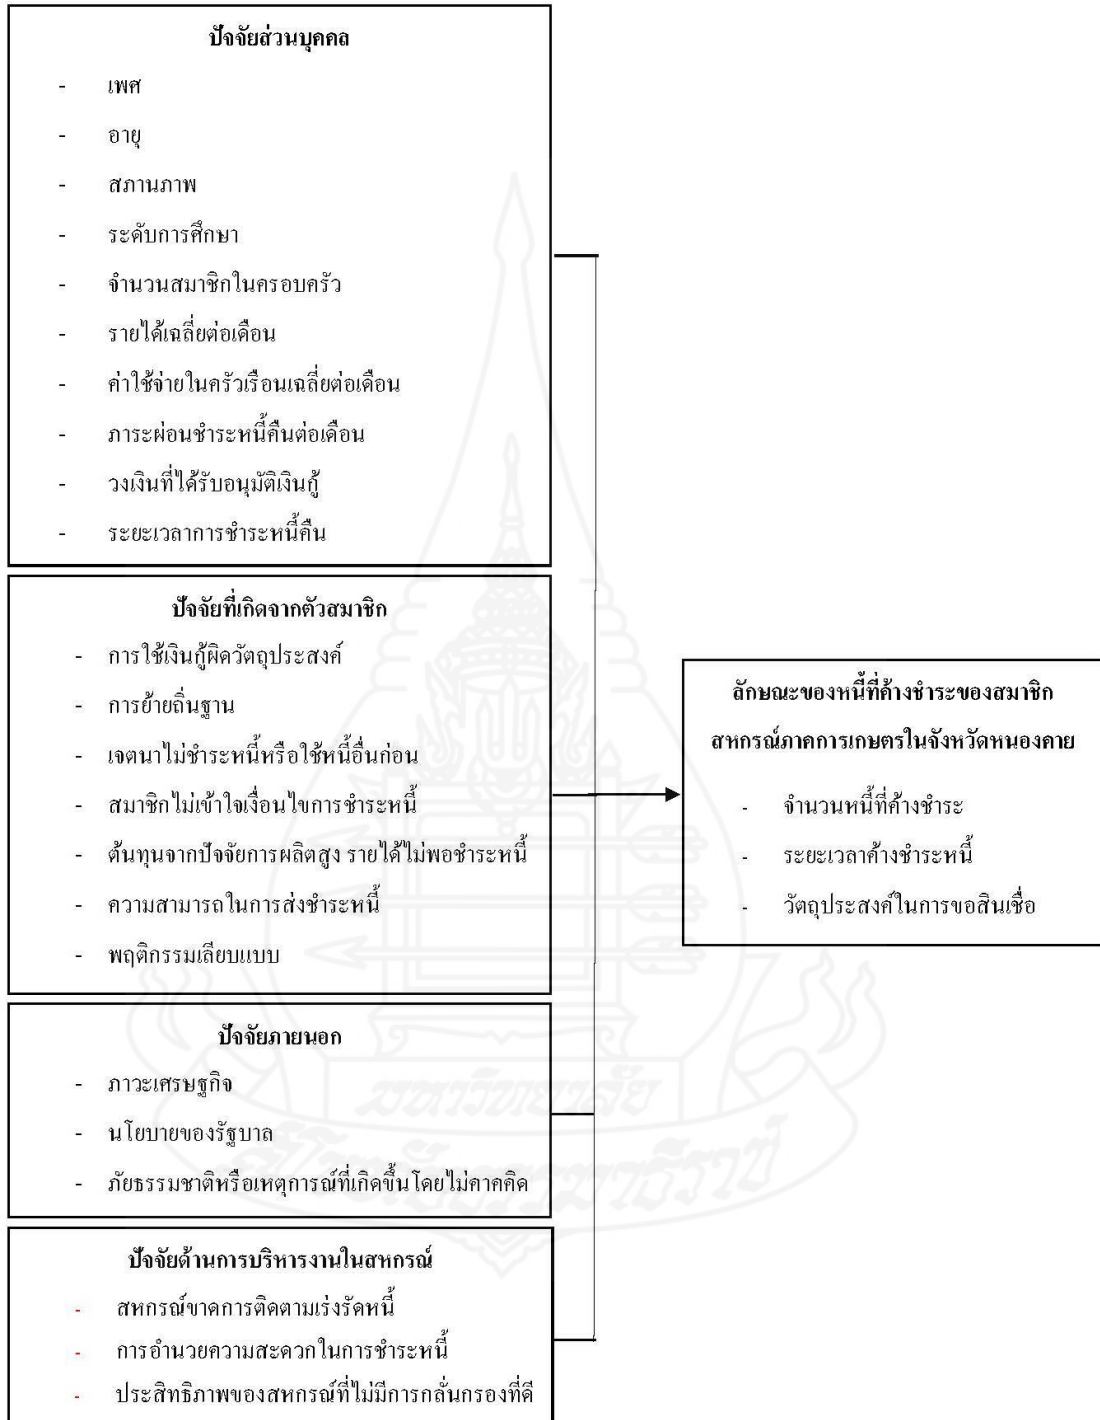 ปัจจัยส่วนบุคคล
- เพศ
- อายุ
- สภานภาพ
- ระดับการศึกษา
- จำนวนสมาชิกในครอบครัว
- รายได้เฉลี่ยต่อเดือน
- ค่าใช้จ่ายในครัวเรือนเฉลี่ยต่อเดือน
- ภาระผ่อนชำระหนี้คืนต่อเดือน
- วงเงินที่ได้รับอนุมัติเงินกู้
- ระยะเวลาการชำระหนี้คืน
ปัจจัยที่เกิดจากตัวสมาชิก
- การใช้เงินกู้ผิดวัตถุประสงค์
- การย้ายถิ่นฐาน
- เจตนาไม่ชำระหนี้หรือใช้หนี้อื่นก่อน
- สมาชิกไม่เข้าใจเงื่อนไขการชำระหนี้
- ต้นทุนจากปัจจัยการผลิตสูง รายได้ไม่พอชำระหนี้
- ความสามารถในการส่งชำระหนี้
- พฤติกรรมเลียบแบบ
ปัจจัยภายนอก
- ภาวะเศรษฐกิจ
- นโยบายของรัฐบาล
- ภัยธรรมชาติหรือเหตุการณ์ที่เกิดขึ้นโดยไม่คาคคิด
ปัจจัยด้านการบริหารงานในสหกรณ์
- สหกรณ์ขาดการติดตามเร่งรัดหนี้
- การอำนวยความสะดวกในการชำระหนี้
- ประสิทธิภาพของสหกรณ์ที่ไม่มีการกลั่นกรองที่ดี
ลักษณะของหนี้ที่ค้างชำระของสมาชิก
สหกรณ์ภาคการเกษตรในจังหวัดหนองคาย
- จำนวนหนี้ที่ค้างชำระ
- ระยะเวลาค้างชำระหนี้
- วัตถุประสงค์ในการขอสินเชื่อ
มหาวิทยาลัย
สุโขทัยธรรมาธิราช